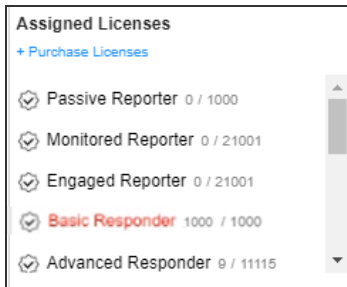 Assigned Licenses
+ Purchase Licenses
Passive Reporter 0 / 1000
Monitored Reporter 0 / 21001
Engaged Reporter 0 / 21001
Basic Responder 1000 / 1000
Advanced Responder 9 / 11115